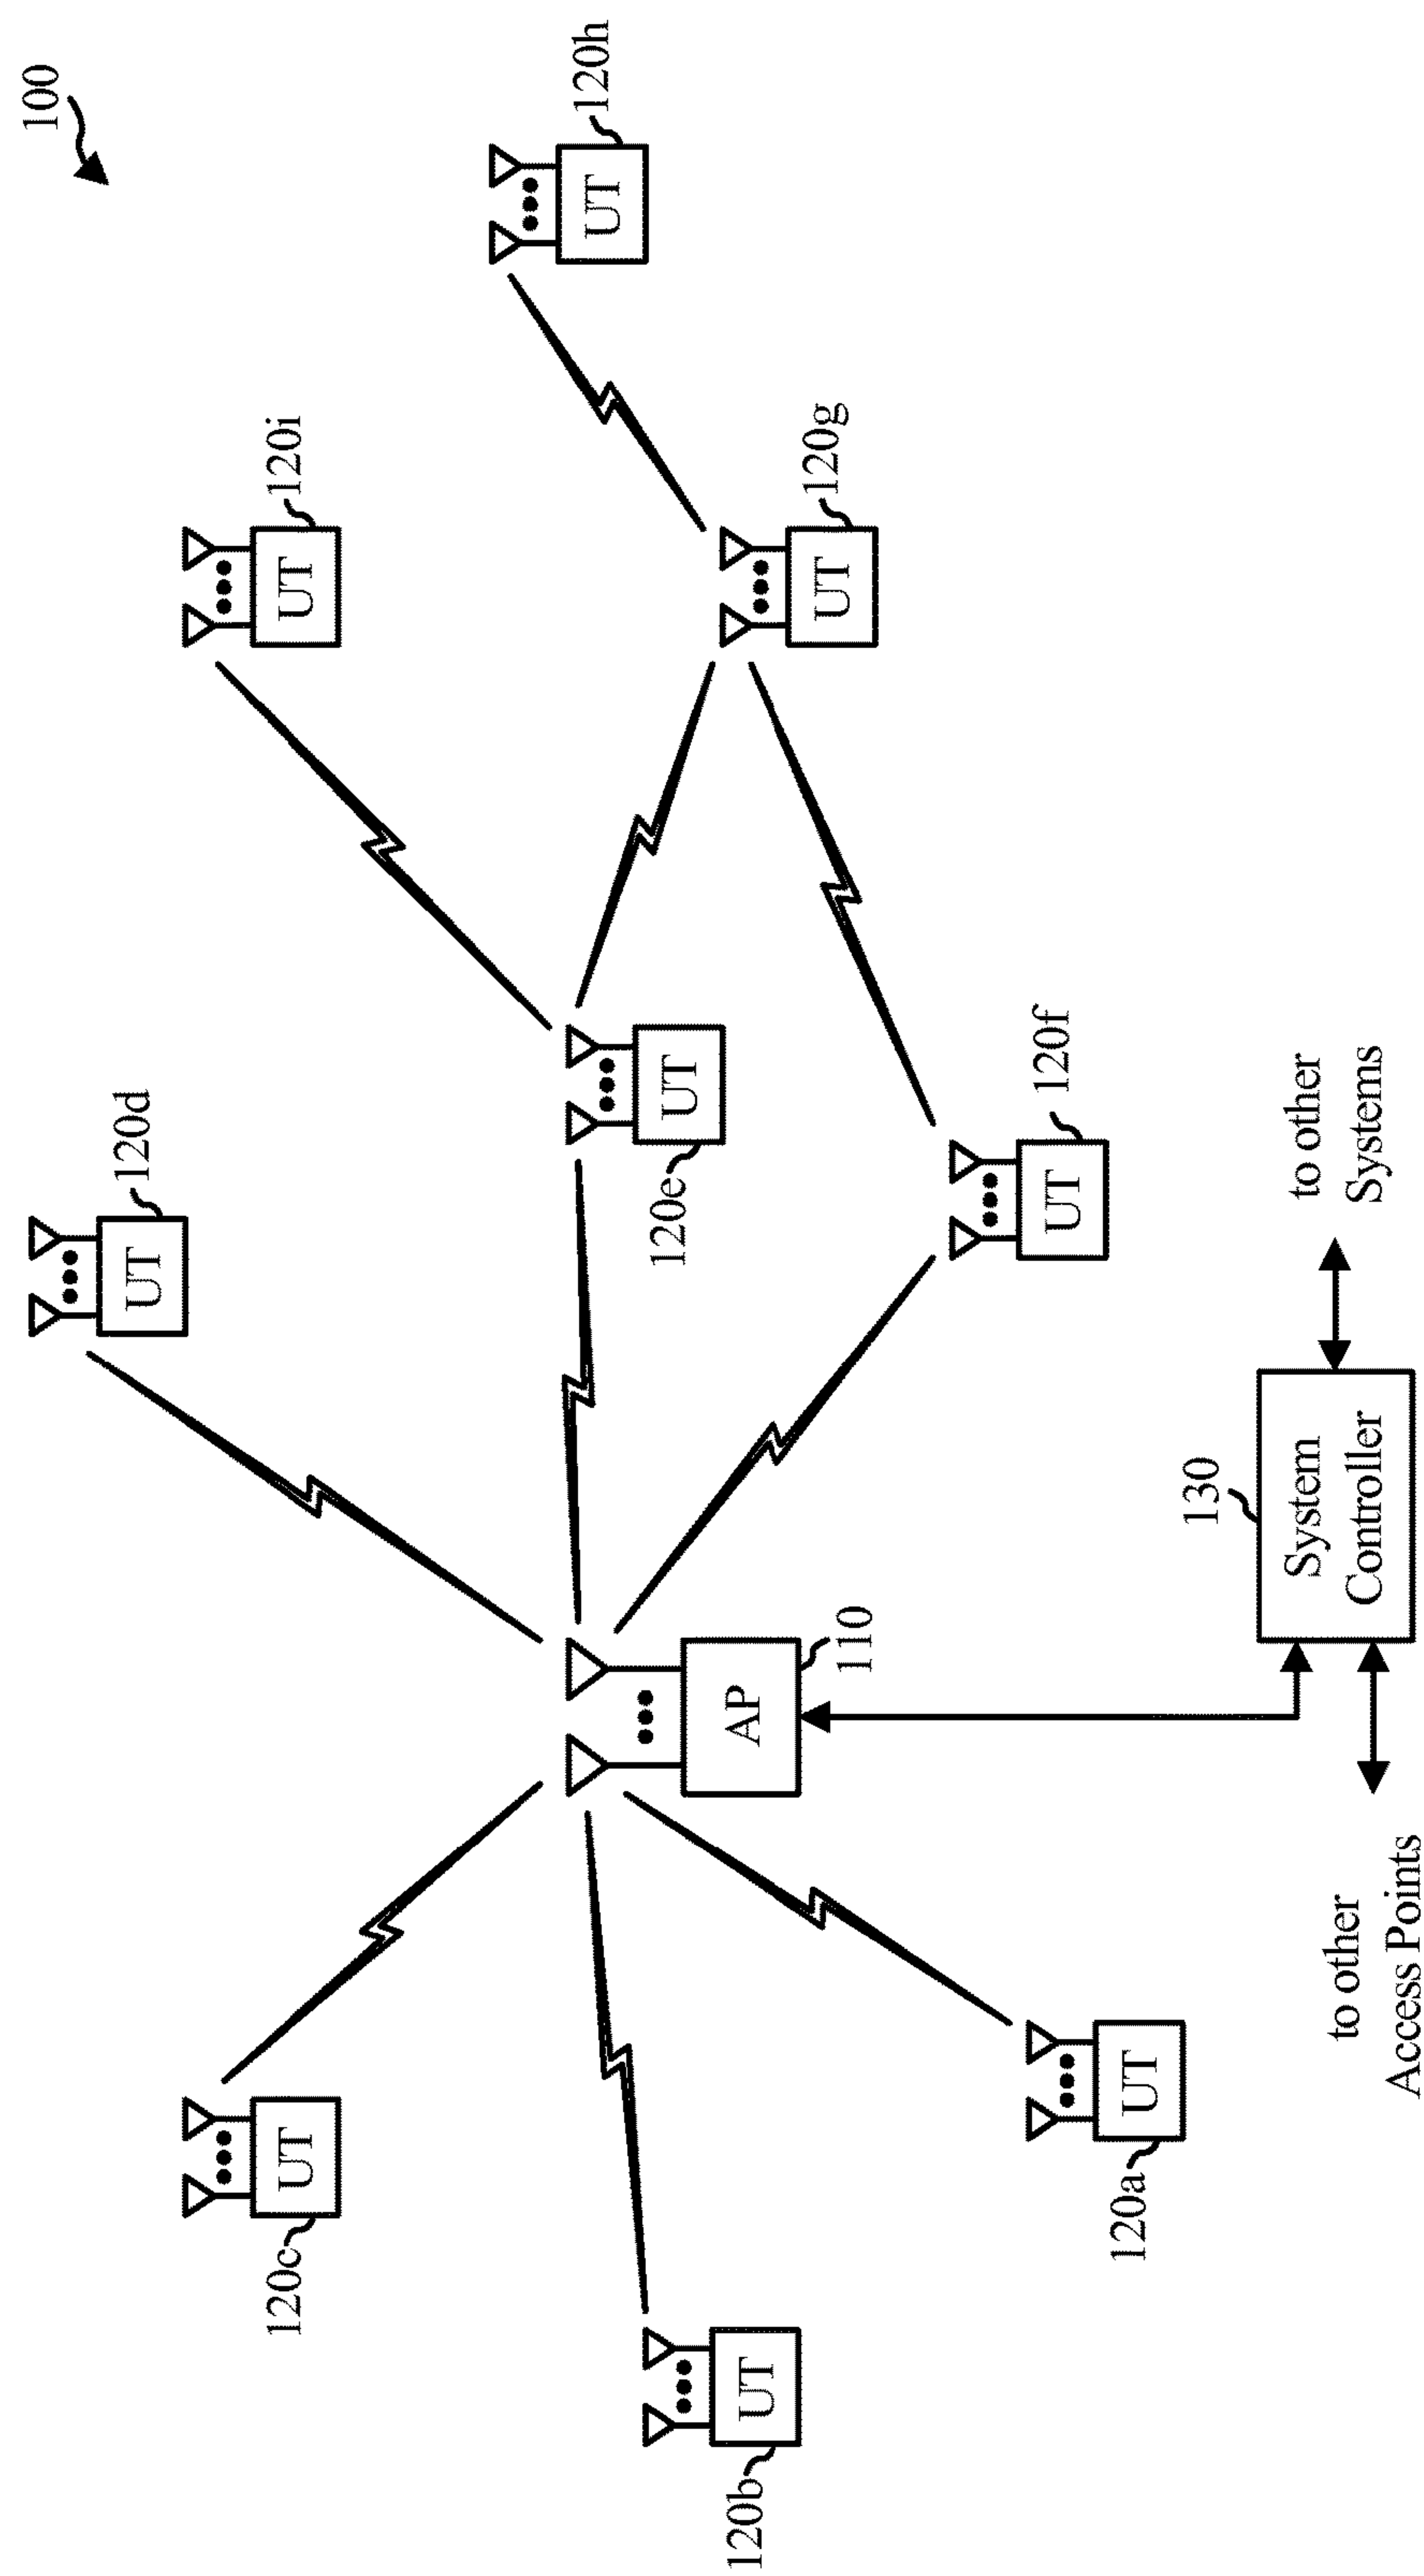 100
120d
UT
120i
UT
120c
UT
120h
UT
120e
UT
120b
UT
AP
110
120g
UT
120f
UT
120a
UT
130
System
Controller
to other
Systems
to other
Access Points